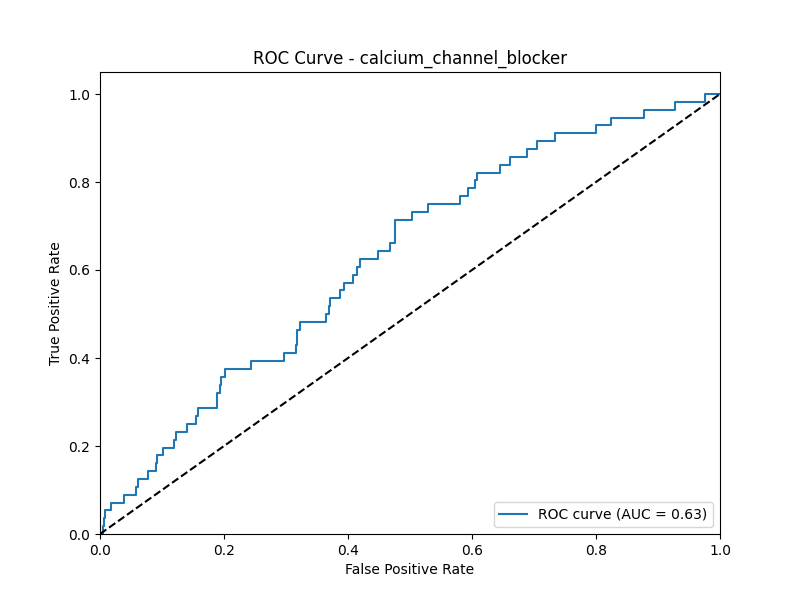 ROC Curve - calcium_channel_blocker
True Positive Rate
1.0
0.8
0.6
0.4
0.2
0.0
ROC curve (AUC = 0.63)
0.0 0.2 0.4 0.6 0.8 1.0
False Positive Rate